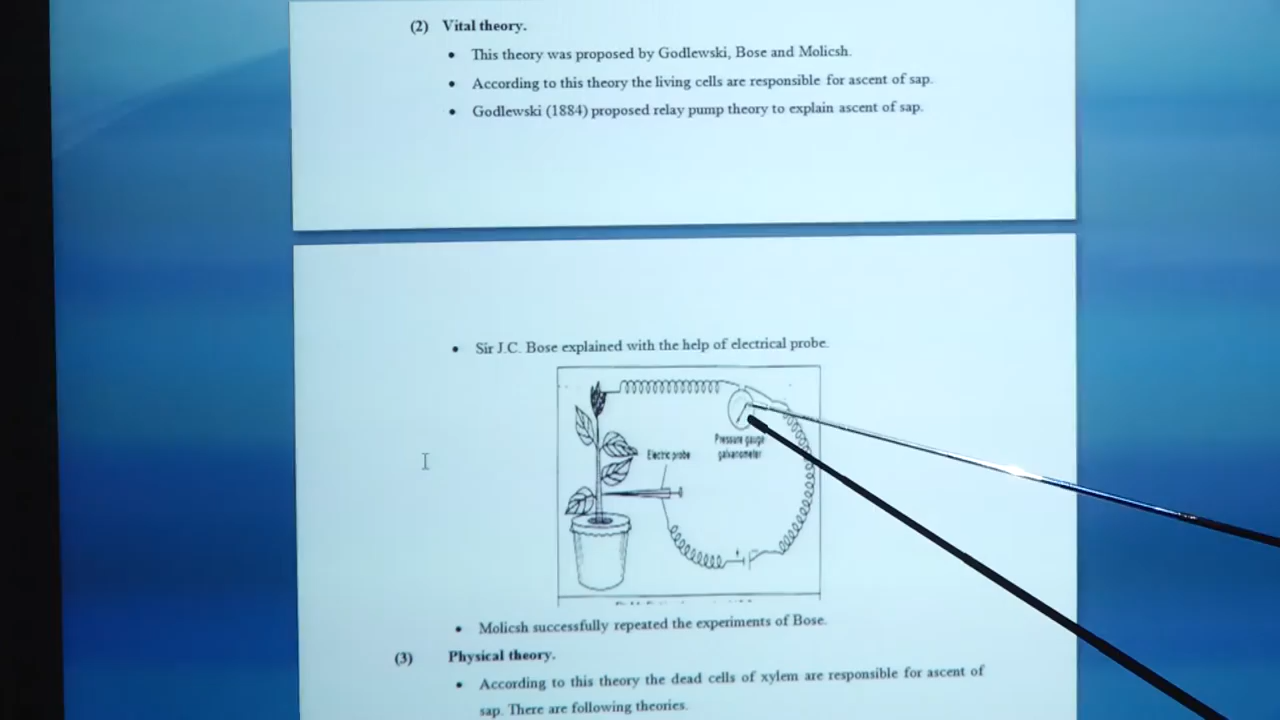 (2) Vital theory.
• This theory was proposed by Godlewski, Bose and Molicsh.
• According to this theory the living cells are responsible for ascent of sap.
• Godlewski (1884) proposed relay pump theory to explain ascent of sap.
• Sir J.C. Bose explained with the help of electrical probe.
Pressure gauge
galvanometer
Electric probe
• Molicsh successfully repeated the experiments of Bose.
(3) Physical theory.
• According to this theory the dead cells of xylem are responsible for ascent of
sap. There are following theories.